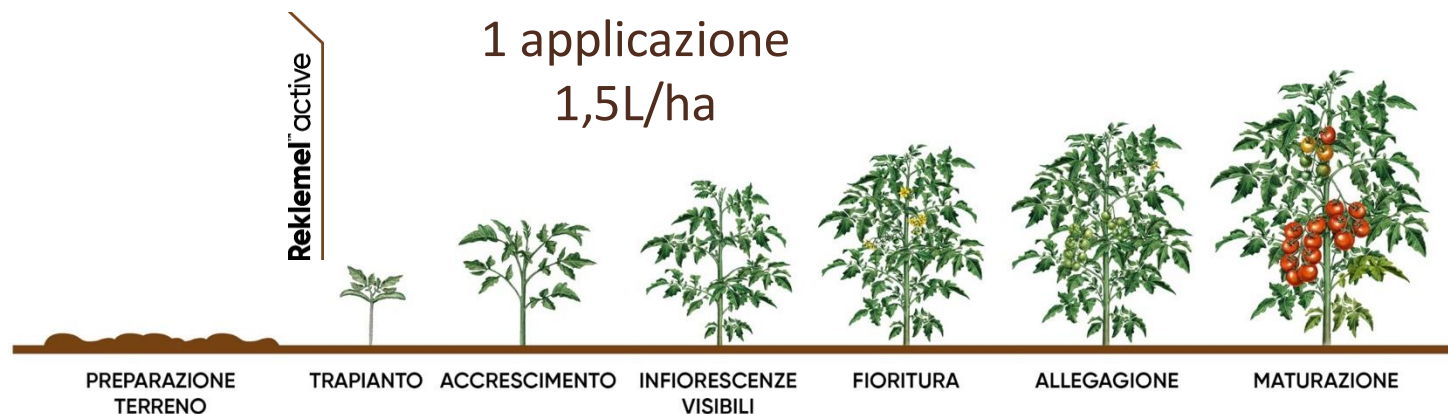 1 applicazione
1,5L/ha
Reklemel™ active
PREPARAZIONE
TERRENO
TRAPIANTO
ACCRESCIMENTO
INFIORESCENZE
VISIBILI
FIORITURA
ALLEGAGIONE
MATURAZIONE